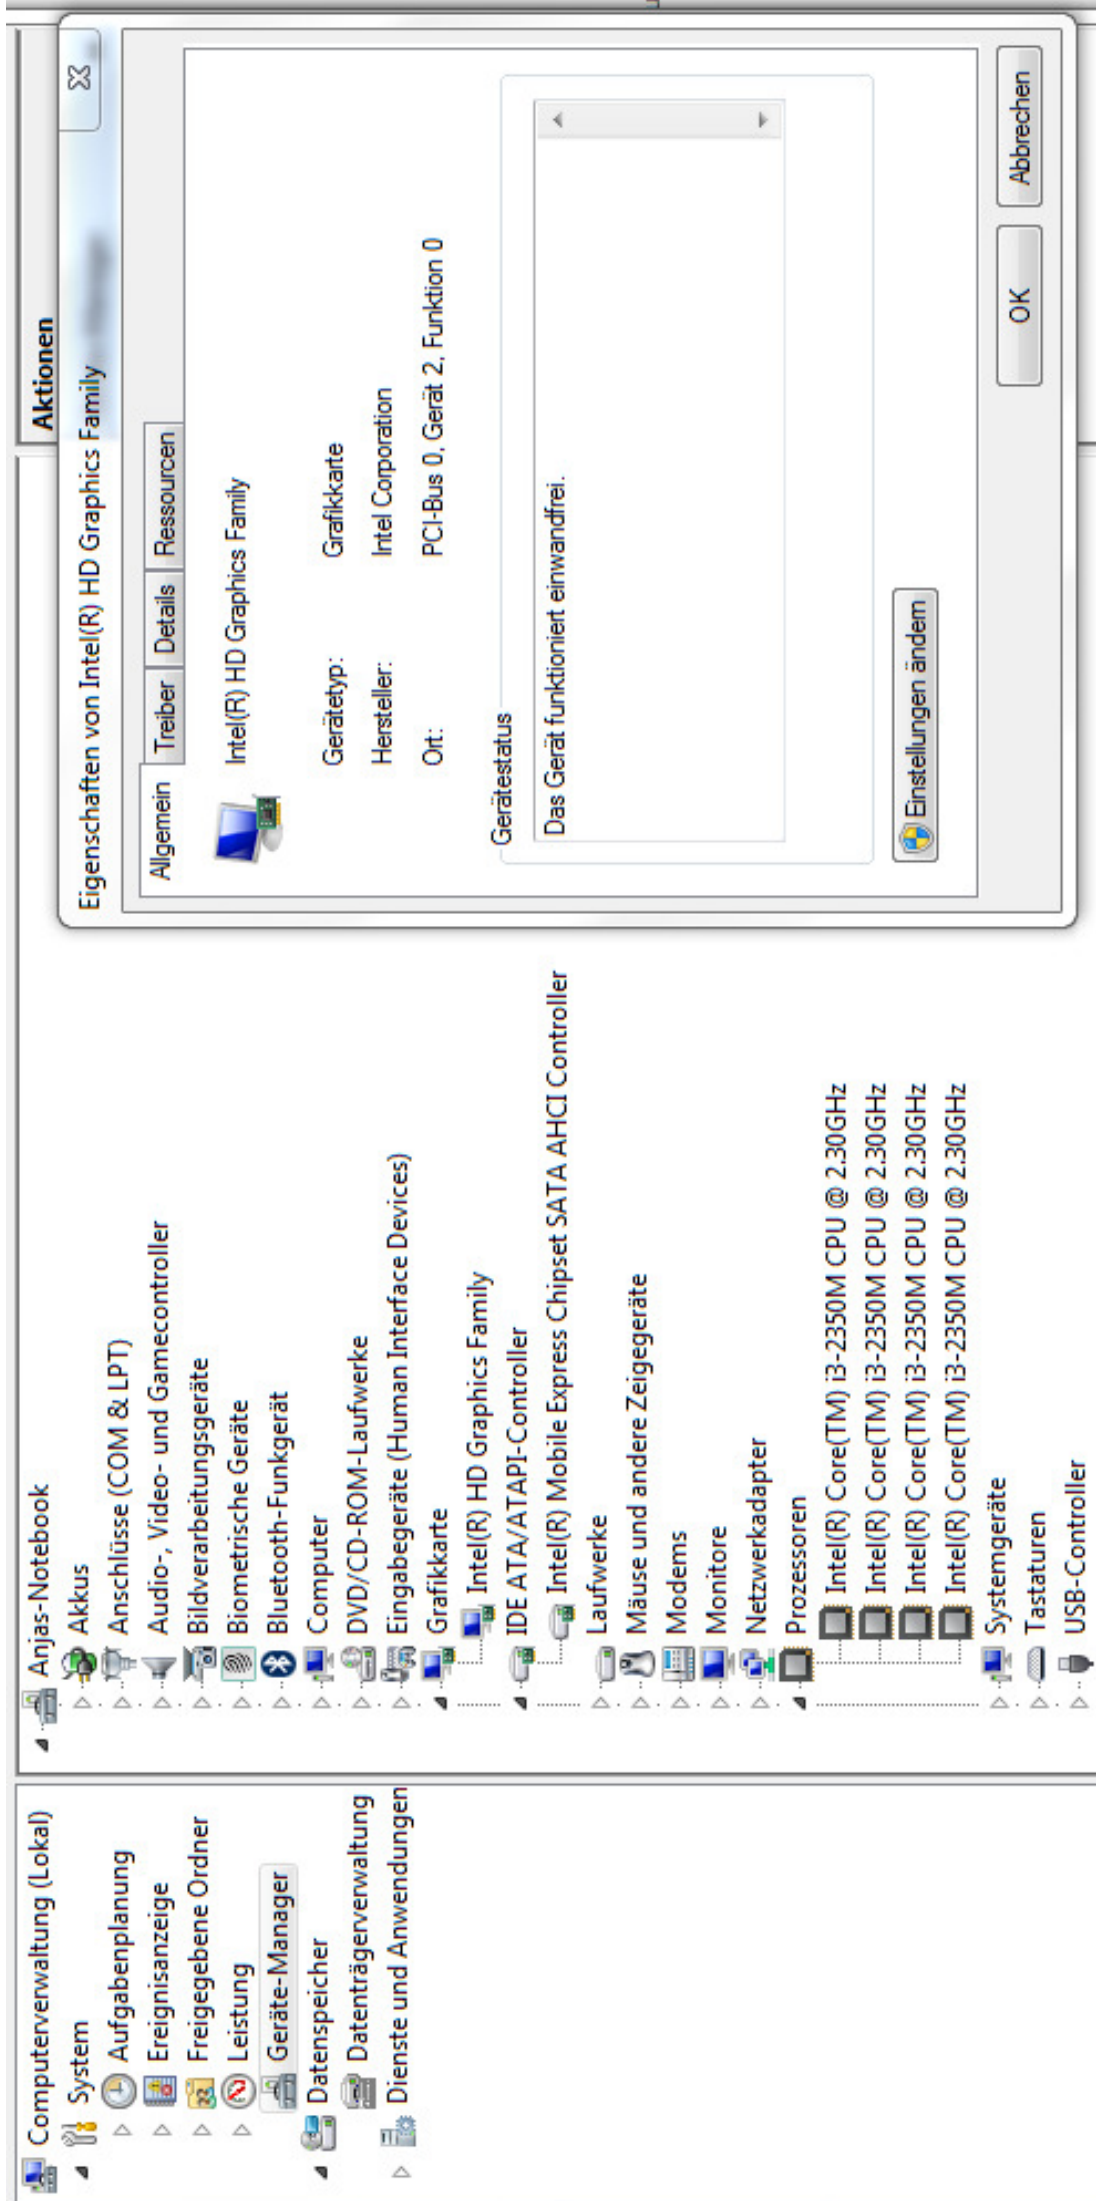 Computerverwaltung (Lokal)
System
Aufgabenplanung
Ereignisanzeige
Freigegebene Ordner
Leistung
Geräte-Manager
Datenspeicher
Datenträgerverwaltung
Dienste und Anwendungen
Anjas-Notebook
Akkus
Anschlüsse (COM & LPT)
Audio-, Video- und Gamecontroller
Bildverarbeitungsgeräte
Biometrische Geräte
Bluetooth-Funkgerät
Computer
DVD/CD-ROM-Laufwerke
Eingabegeräte (Human Interface Devices)
Grafikkarte
Intel(R) HD Graphics Family
IDE ATA/ATAPI-Controller
Intel(R) Mobile Express Chipset SATA AHCI Controller
Laufwerke
Mäuse und andere Zeigegeräte
Modems
Monitore
Netzwerkadapter
Prozessoren
Intel(R) Core(TM) i3-2350M CPU @ 2.30GHz
Intel(R) Core(TM) i3-2350M CPU @ 2.30GHz
Intel(R) Core(TM) i3-2350M CPU @ 2.30GHz
Intel(R) Core(TM) i3-2350M CPU @ 2.30GHz
Systemgeräte
Tastaturen
USB-Controller
Aktionen
Eigenschaften von Intel(R) HD Graphics Family
Allgemein Treiber Details Ressourcen
Intel(R) HD Graphics Family
Gerätetyp: Grafikkarte
Hersteller: Intel Corporation
Ort: PCI-Bus 0, Gerät 2, Funktion 0
Gerätestatus
Das Gerät funktioniert einwandfrei.
Einstellungen ändern
OK Abbrechen